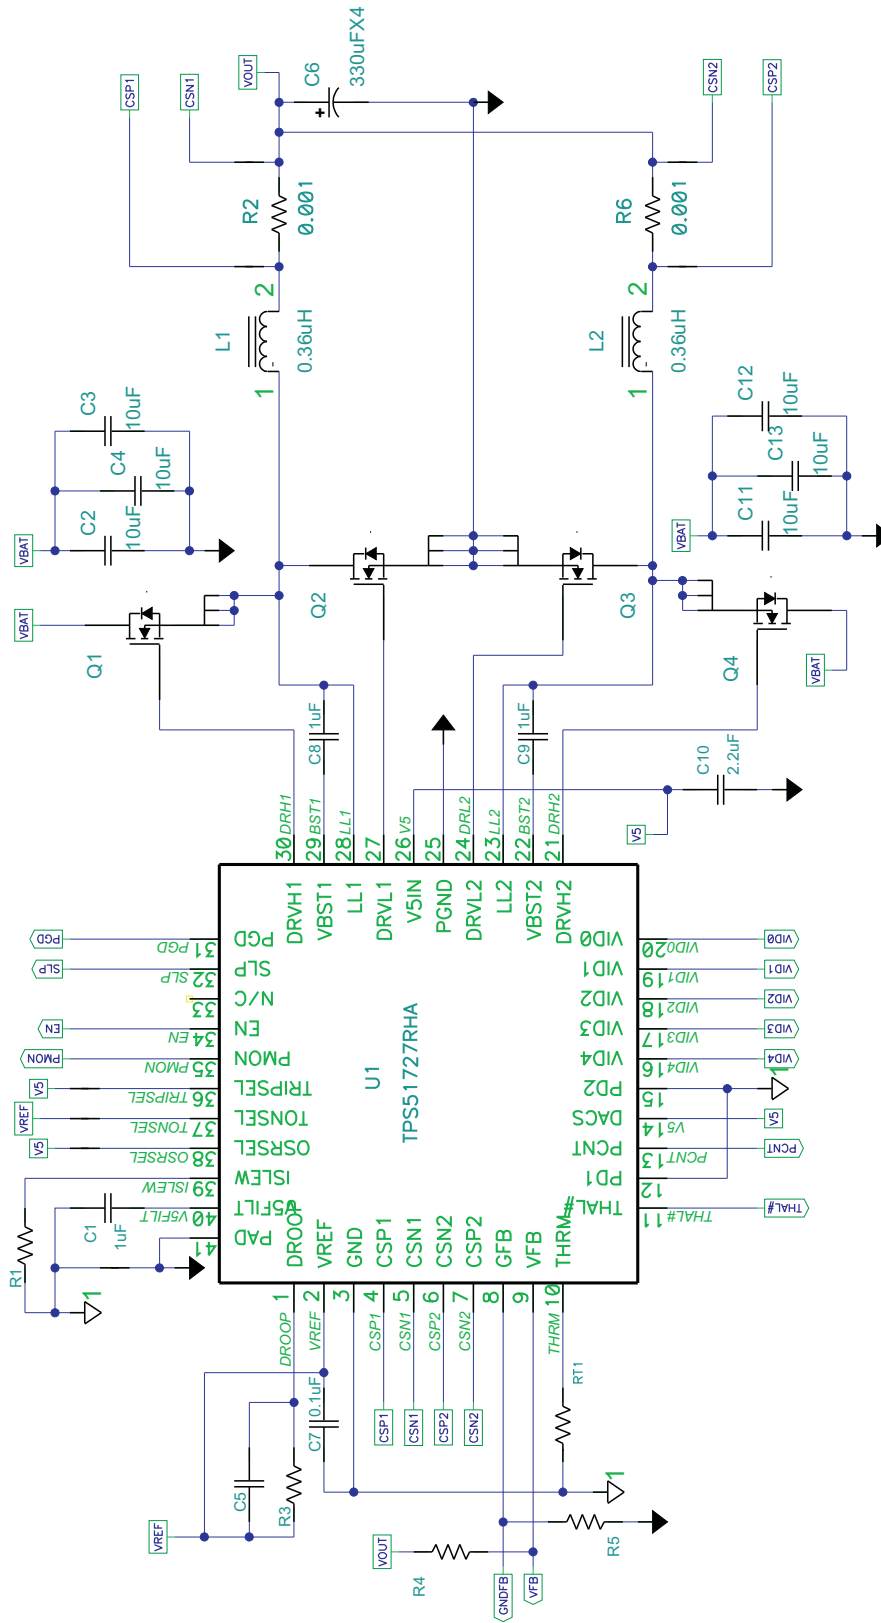 CSP1
CSN1
VOUT
C6
330uFX4
CSN2
CSP2
R2
0.001
R6
0.001
L1
1
2
0.36uH
L2
1
2
0.36uH
VBAT
C2
10uF
C4
10uF
C3
10uF
VBAT
C11
10uF
C13
10uF
C12
10uF
VBAT
Q1
Q2
Q3
Q4
VBAT
C8
1uF
C9
1uF
C10
2.2uF
V5
30
DRH1
29
BST1
28
LL1
27
26
V5
25
24
DRL2
23
LL2
22
BST2
21
DRH2
DRVH1
VBST1
LL1
DRVL1
V5IN
PGND
DRVL2
LL2
VBST2
DRVH2
U1
TPS51727RHA
PGD
PGD
31
PGD
SLP
SLP
32
SLP
33
N/C
EN
EN
34
EN
PMON
PMON
35
PMON
V5
TRIPSEL
36
TRIPSEL
VREF
TONSEL
37
TONSEL
V5
OSRSEL
38
OSRSEL
ISLEW
39
ISLEW
V5FILT
40
V5FILT
41
PAD
R1
C1
1uF
1
VID0
20
VID0
VID0
VID1
19
VID1
VID1
VID2
18
VID2
VID2
VID3
17
VID3
VID3
VID4
16
VID4
VID4
PD2
15
1
DACS
14
V5
V5
PCNT
13
PCNT
PCNT
PD1
12
THAL#
11
THAL#
THAL#
DROOP
VREF
GND
CSP1
CSN1
CSN2
CSP2
GFB
VFB
THRM
1
DROOP
2
VREF
3
4
CSP1
5
CSN1
6
CSP2
7
CSN2
8
9
10
THRM
CSP1
CSN1
CSP2
CSN2
RT1
C7
0.1uF
C5
R3
VREF
1
VOUT
R4
R5
GNDFB
VFB